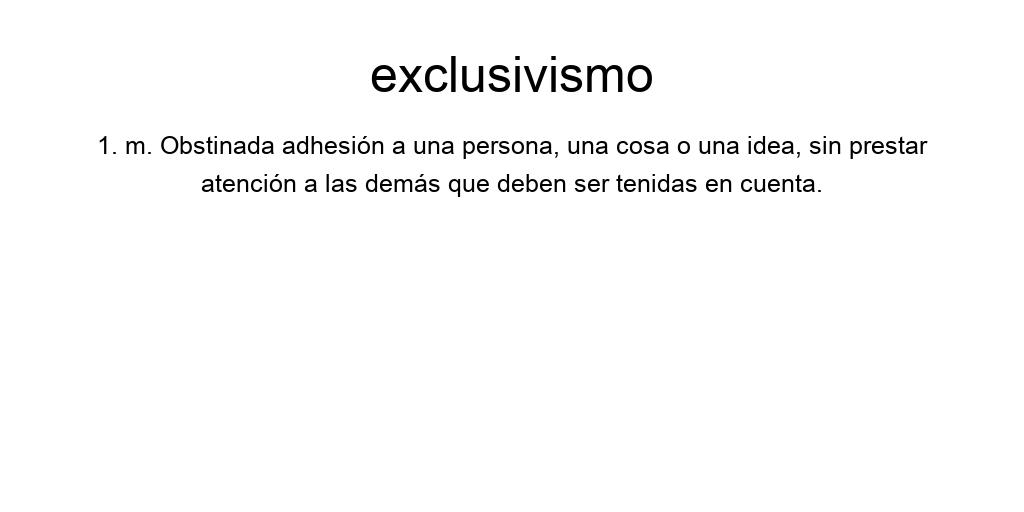 exclusivismo
1. m. Obstinada adhesión a una persona, una cosa o una idea, sin prestar
atención a las demás que deben ser tenidas en cuenta.